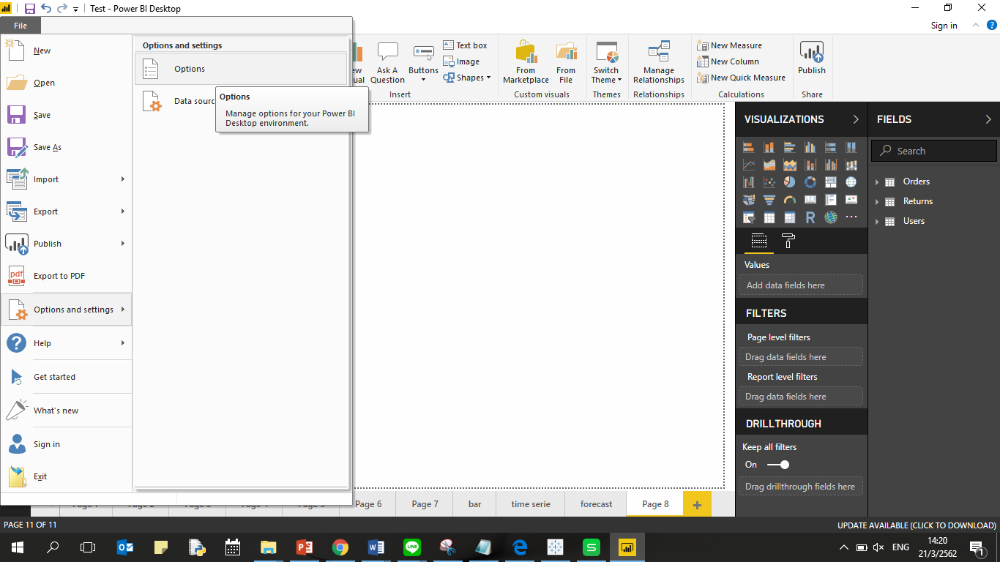 Test - Power BI Desktop
File
Sign in
New
Open
Save
Save As
Import
Export
Publish
pdf
Export to PDF
Options and settings
Help
Get started
What's new
Sign in
Exit
Options and settings
Options
Options
Manage options for your Power BI
Desktop environment.
Ask A
Question
Buttons
Text box
Image
Shapes
Insert
From
Marketplace
From
File
Custom visuals
Switch
Theme
Themes
Manage
Relationships
Relationships
New Measure
New Column
New Quick Measure
Calculations
Publish
Share
VISUALIZATIONS
R
Values
Add data fields here
FILTERS
Page level filters
Drag data fields here
Report level filters
Drag data fields here
DRILLTHROUGH
Keep all filters
On
Drag drillthrough fields here
FIELDS
Search
Orders
Returns
Users
Page 6
Page 7
bar
time serie
forecast
Page 8
PAGE 11 OF 11
UPDATE AVAILABLE (CLICK TO DOWNLOAD)
ENG
14:20
21/3/2562
1